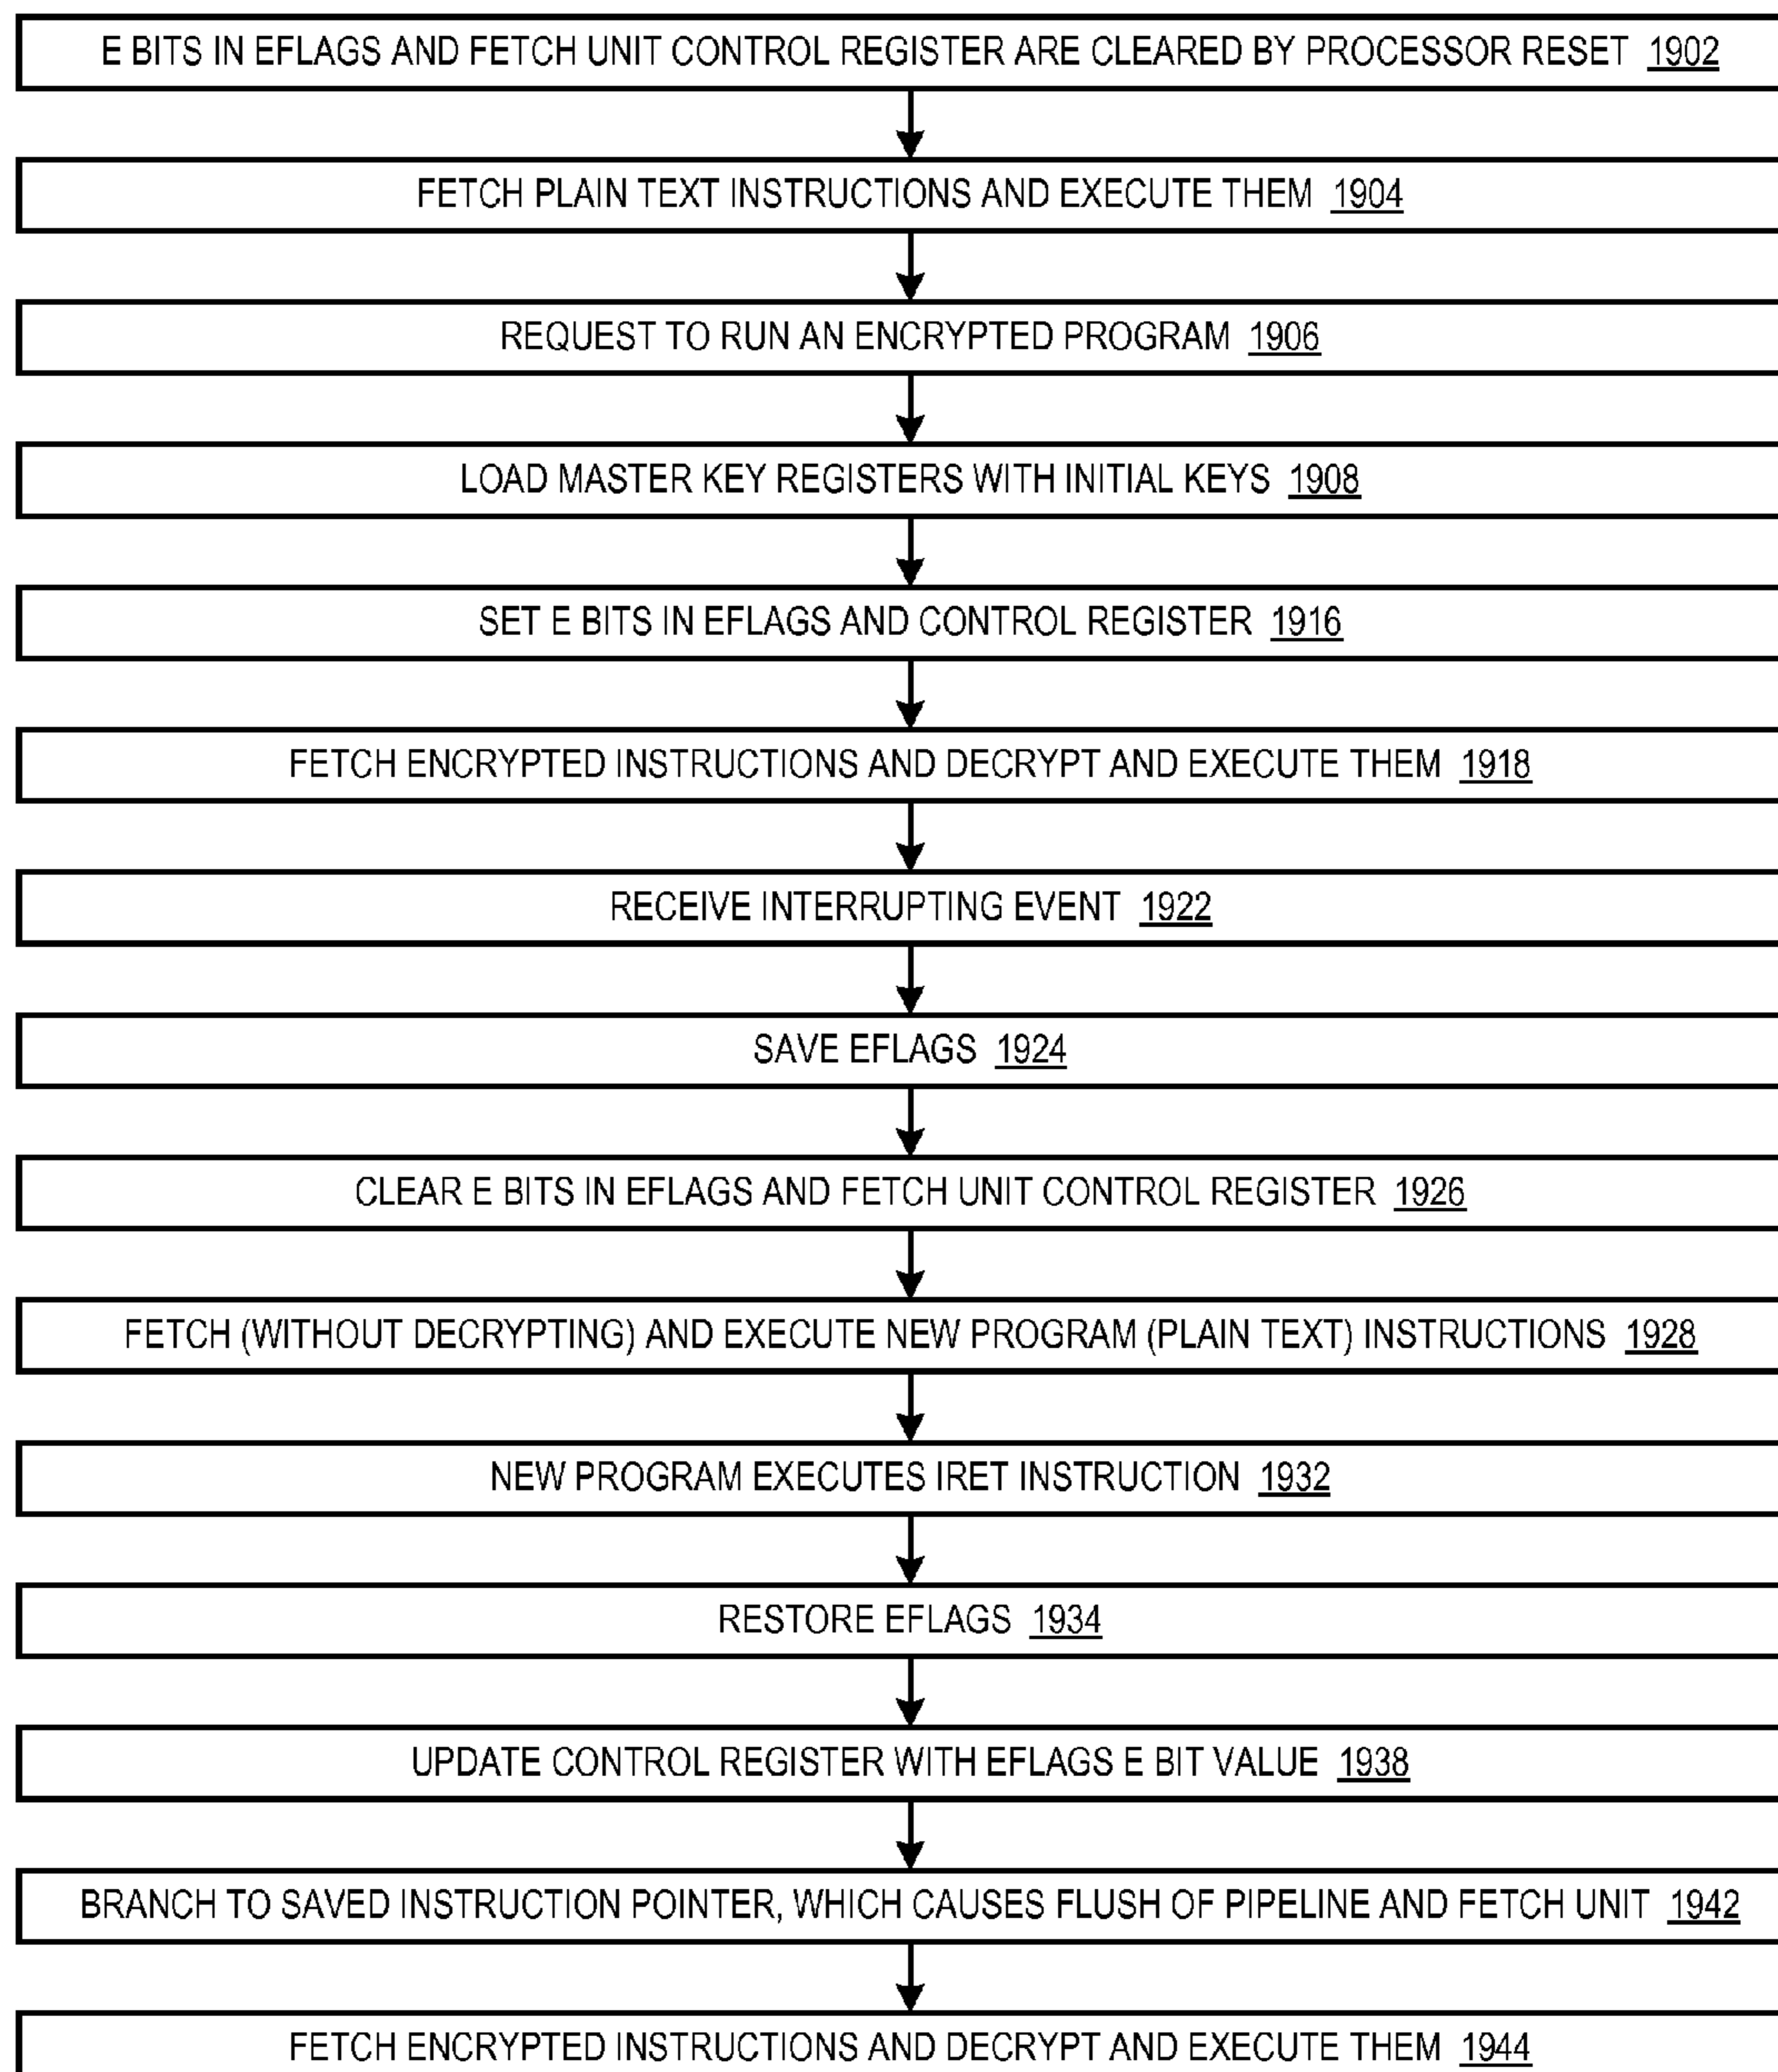 E BITS IN EFLAGS AND FETCH UNIT CONTROL REGISTER ARE CLEARED BY PROCESSOR RESET 1902
FETCH PLAIN TEXT INSTRUCTIONS AND EXECUTE THEM 1904
REQUEST TO RUN AN ENCRYPTED PROGRAM 1906
LOAD MASTER KEY REGISTERS WITH INITIAL KEYS 1908
SET E BITS IN EFLAGS AND CONTROL REGISTER 1916
FETCH ENCRYPTED INSTRUCTIONS AND DECRYPT AND EXECUTE THEM 1918
RECEIVE INTERRUPTING EVENT 1922
SAVE EFLAGS 1924
CLEAR E BITS IN EFLAGS AND FETCH UNIT CONTROL REGISTER 1926
FETCH (WITHOUT DECRYPTING) AND EXECUTE NEW PROGRAM (PLAIN TEXT) INSTRUCTIONS 1928
NEW PROGRAM EXECUTES IRET INSTRUCTION 1932
RESTORE EFLAGS 1934
UPDATE CONTROL REGISTER WITH EFLAGS E BIT VALUE 1938
BRANCH TO SAVED INSTRUCTION POINTER, WHICH CAUSES FLUSH OF PIPELINE AND FETCH UNIT 1942
FETCH ENCRYPTED INSTRUCTIONS AND DECRYPT AND EXECUTE THEM 1944